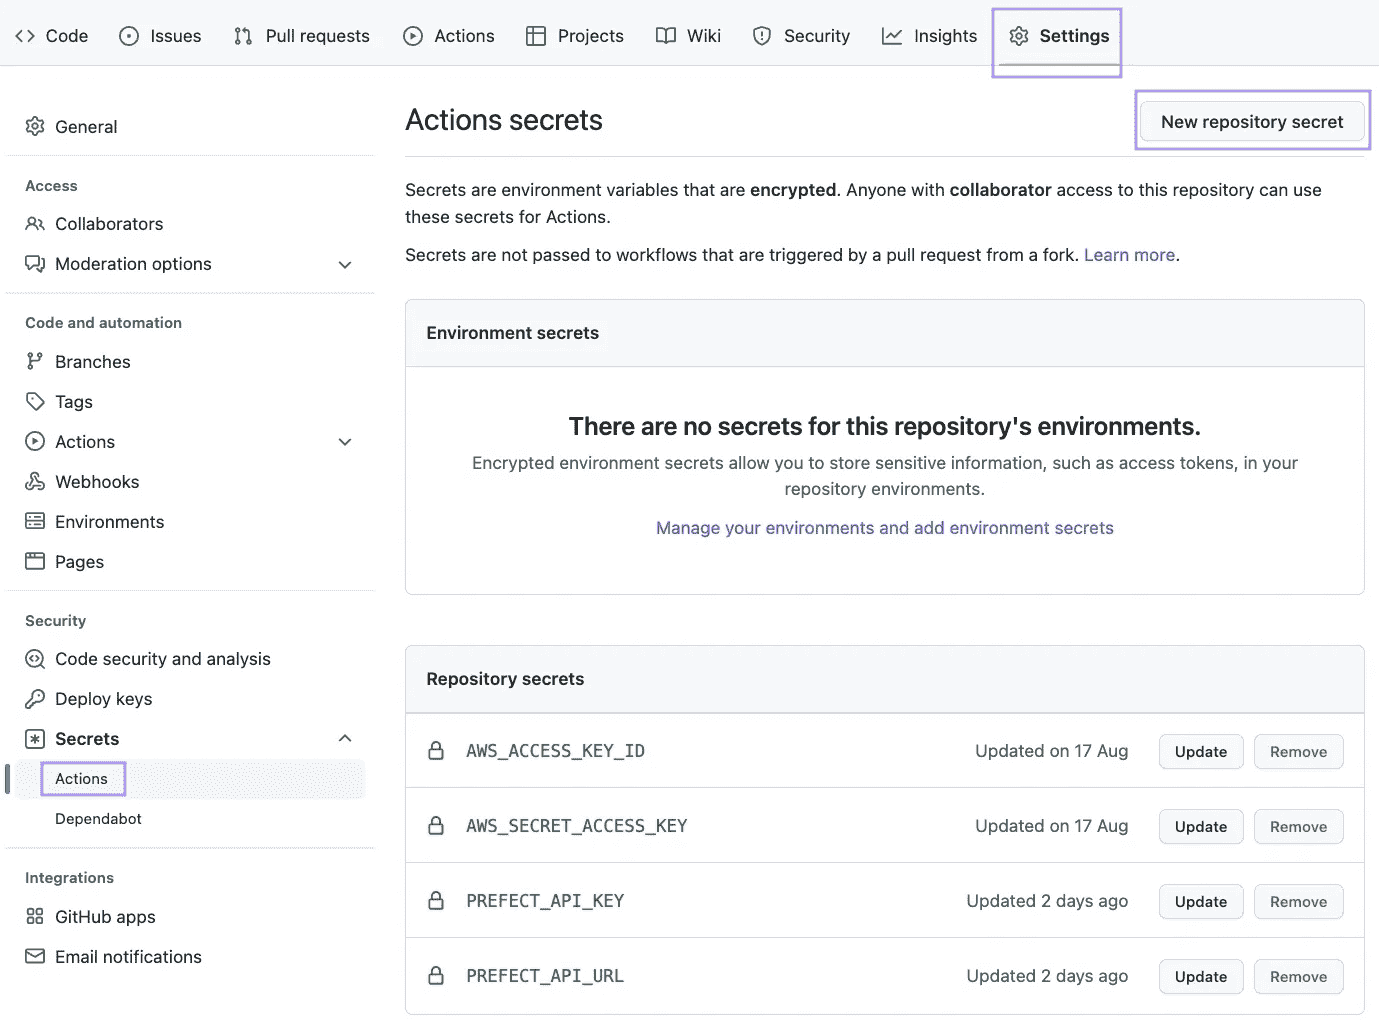 Code Issues Pull requests Actions Projects Wiki Security Insights Settings
General
Access
Collaborators
Moderation options
Code and automation
Branches
Tags
Actions
Webhooks
Environments
Pages
Security
Code security and analysis
Deploy keys
Secrets
Actions
Dependabot
Integrations
GitHub apps
Email notifications
Actions secrets
New repository secret
Secrets are environment variables that are encrypted. Anyone with collaborator access to this repository can use
these secrets for Actions.
Secrets are not passed to workflows that are triggered by a pull request from a fork. Learn more.
Environment secrets
There are no secrets for this repository's environments.
Encrypted environment secrets allow you to store sensitive information, such as access tokens, in your
repository environments.
Manage your environments and add environment secrets
Repository secrets
AWS_ACCESS_KEY_ID Updated on 17 Aug Update Remove
AWS_SECRET_ACCESS_KEY Updated on 17 Aug Update Remove
PREFECT_API_KEY Updated 2 days ago Update Remove
PREFECT_API_URL Updated 2 days ago Update Remove